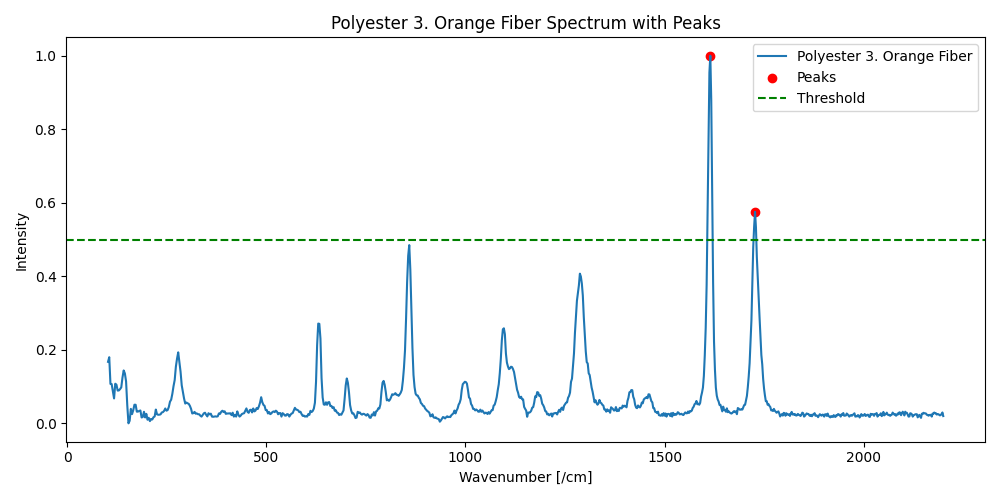 Polyester 3. Orange Fiber Spectrum with Peaks
Polyester 3. Orange Fiber
Peaks
Threshold
Intensity
1.0
0.8
0.6
0.4
0.2
0.0
0
500
1000
1500
2000
Wavenumber [/cm]